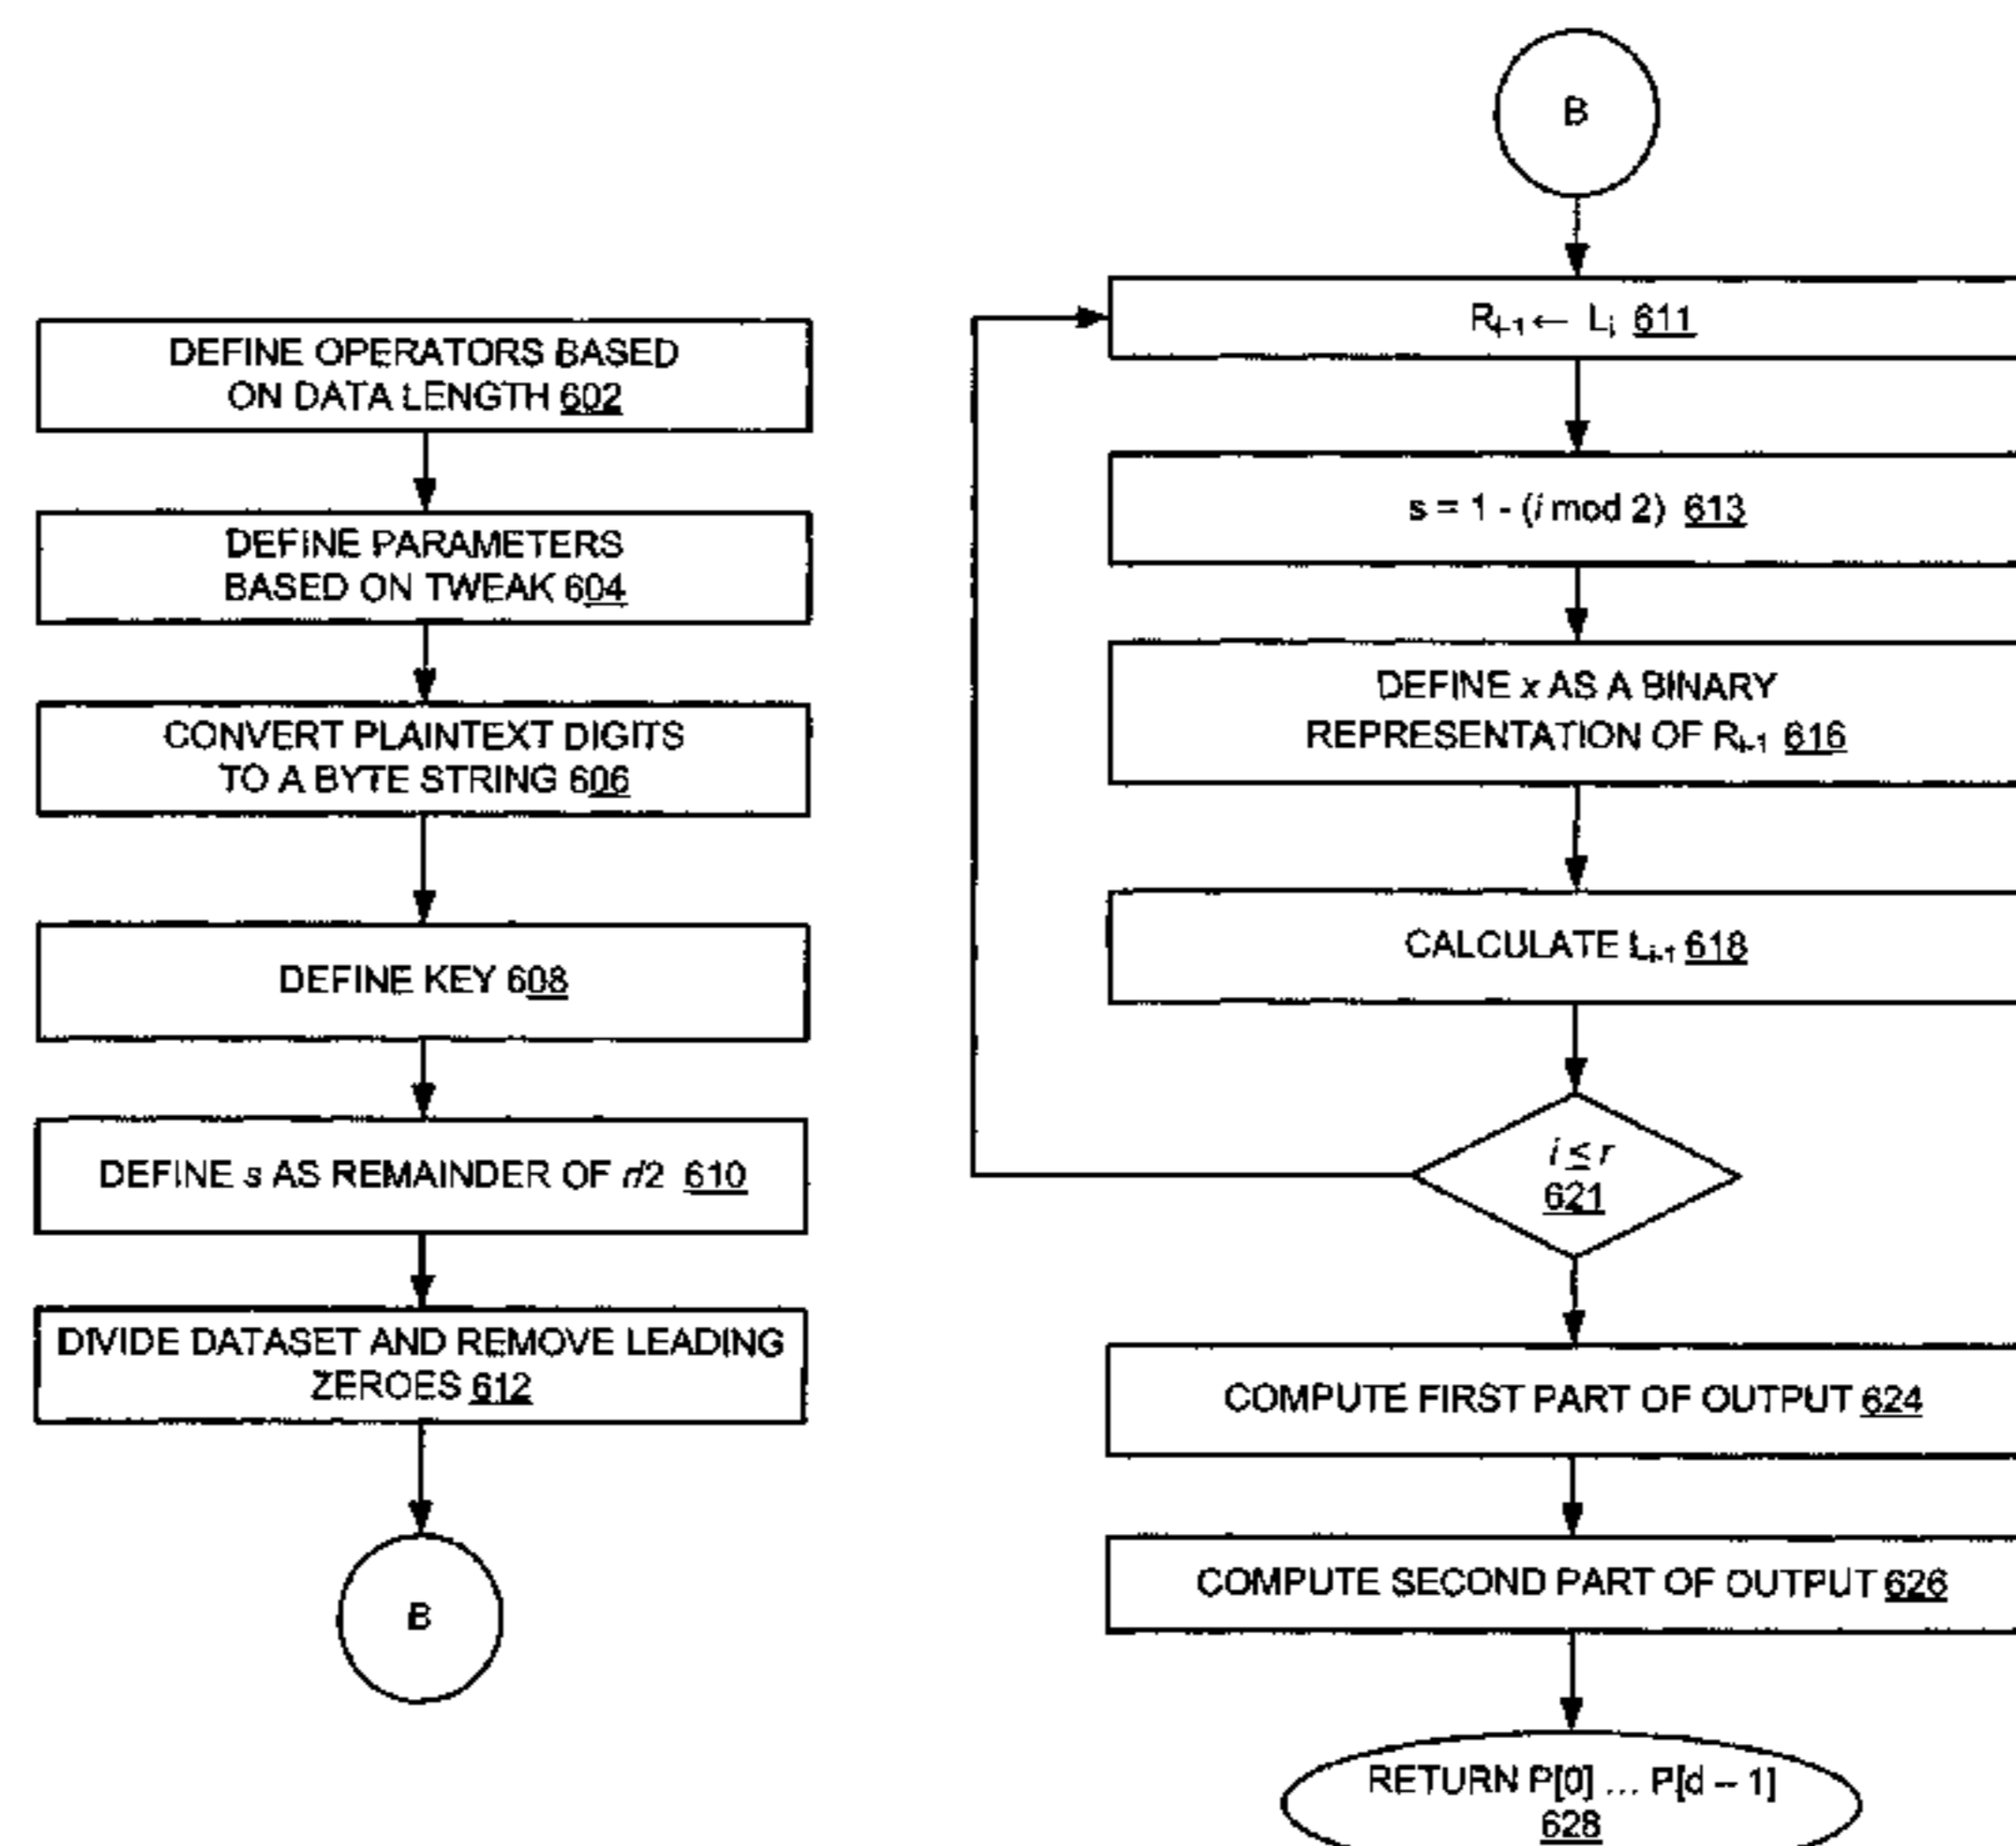 DEFINE OPERATORS BASED
ON DATA LENGTH 602
DEFINE PARAMETERS
BASED ON TWEAK 604
CONVERT PLAINTEXT DIGITS
TO A BYTE STRING 606
DEFINE KEY 608
DEFINE s AS REMAINDER OF r/2 610
DIVIDE DATASET AND REMOVE LEADING
ZEROES 612
B
B
Ri-1 ← Li 611
s = 1 - (i mod 2) 613
DEFINE x AS A BINARY
REPRESENTATION OF Ri-1 616
CALCULATE Li-1 618
i ≤ r
621
COMPUTE FIRST PART OF OUTPUT 624
COMPUTE SECOND PART OF OUTPUT 626
RETURN P[0] ... P[d – 1]
628